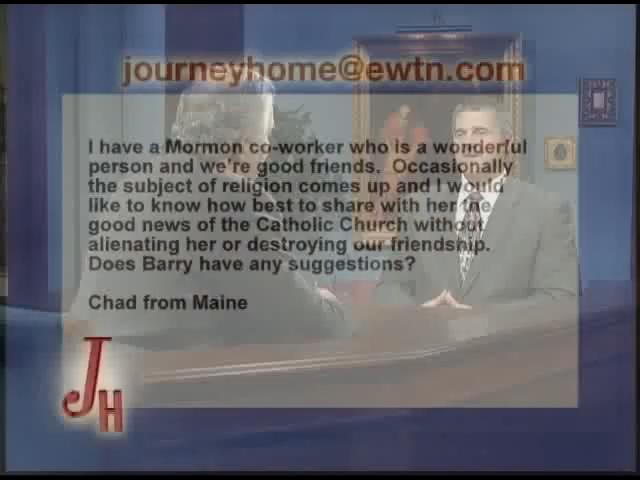 journeyhome@ewtn.com
I have a Mormon co-worker who is a wonderful
person and we're good friends.  Occasionally
the subject of religion comes up and I would
like to know how best to share with her the
good news of the Catholic Church without
alienating her or destroying our friendship.
Does Barry have any suggestions?
Chad from Maine
JH